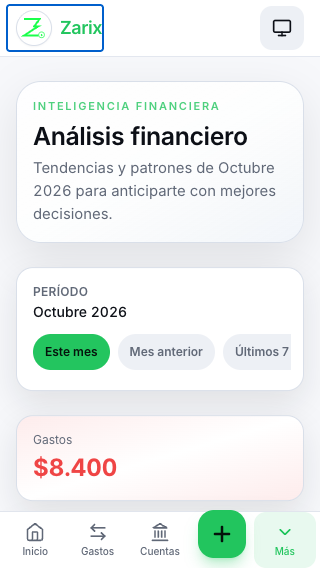 Zarix
INTELIGENCIA FINANCIERA
Análisis financiero
Tendencias y patrones de Octubre
2026 para anticiparte con mejores
decisiones.
PERÍODO
Octubre 2026
Este mes
Mes anterior
Últimos 7
Gastos
$8.400
Inicio
Gastos
Cuentas
Más